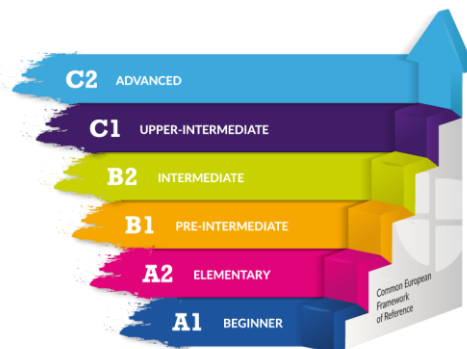 C2 ADVANCED
C1 UPPER-INTERMEDIATE
B2 INTERMEDIATE
B1 PRE-INTERMEDIATE
A2 ELEMENTARY
A1 BEGINNER
Common European
Framework
of Reference